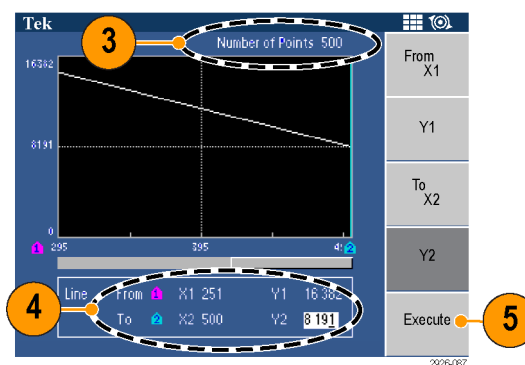 Tek
3
Number of Points 500
From
X1
16382
Y1
8191
To
X2
0
1 295 395 2
Y2
Line From 1 X1 251 Y1 16 382
To 2 X2 500 Y2 8 191
4
Execute
5
2926-087